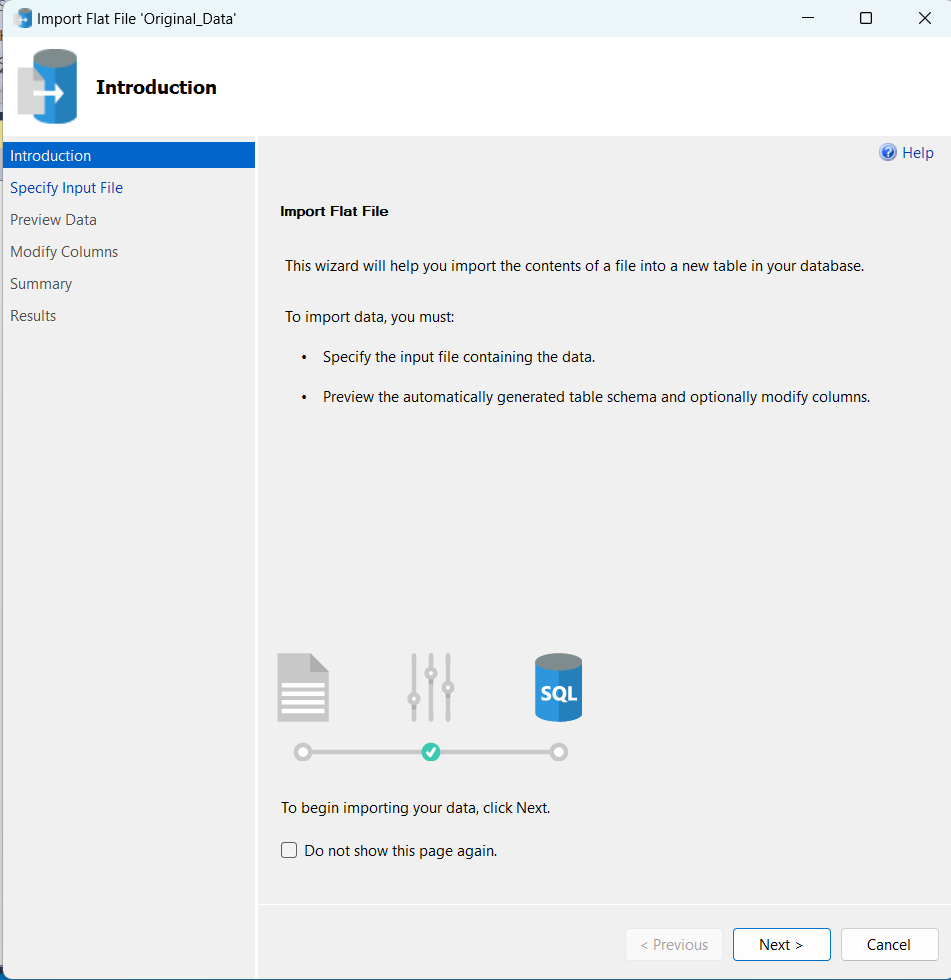 Import Flat File 'Original_Data'
Introduction
Introduction
Specify Input File
Preview Data
Modify Columns
Summary
Results
Help
Import Flat File
This wizard will help you import the contents of a file into a new table in your database.
To import data, you must:
• Specify the input file containing the data.
• Preview the automatically generated table schema and optionally modify columns.
SQL
To begin importing your data, click Next.
Do not show this page again.
< Previous
Next >
Cancel